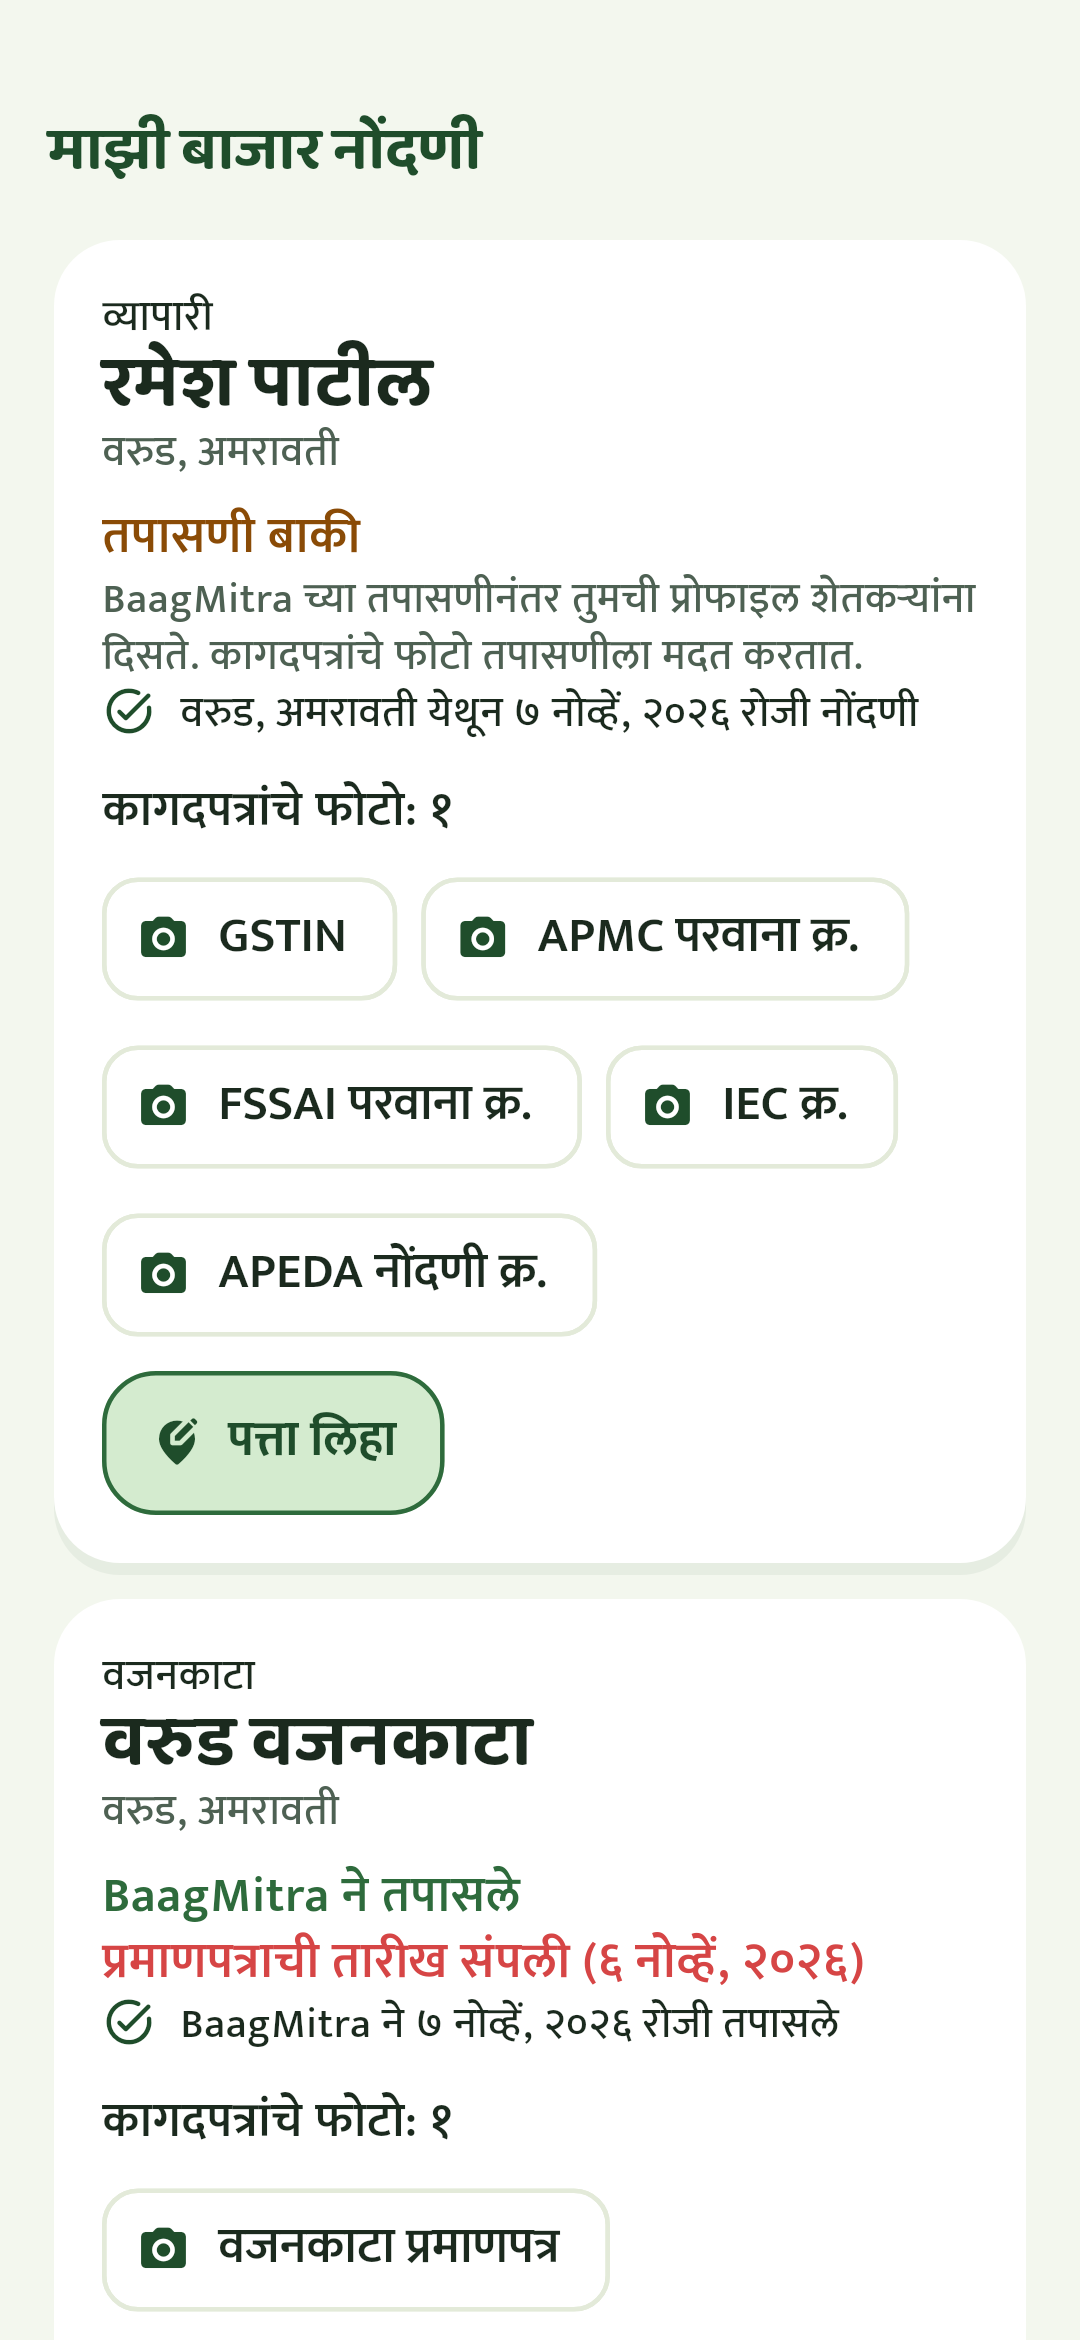 माझी बाजार नोंदणी
व्यापारी
रमेश पाटील
वरुड, अमरावती
तपासणी बाकी
BaagMitra च्या तपासणीनंतर तुमची प्रोफाइल शेतकऱ्यांना
दिसते. कागदपत्रांचे फोटो तपासणीला मदत करतात.
वरुड, अमरावती येथून ७ नोव्हें, २०२६ रोजी नोंदणी
कागदपत्रांचे फोटो: १
GSTIN
APMC परवाना क्र.
FSSAI परवाना क्र.
IEC क्र.
APEDA नोंदणी क्र.
पत्ता लिहा
वजनकाटा
वरुड वजनकाटा
वरुड, अमरावती
BaagMitra ने तपासले
प्रमाणपत्राची तारीख संपली (६ नोव्हें, २०२६)
BaagMitra ने ७ नोव्हें, २०२६ रोजी तपासले
कागदपत्रांचे फोटो: १
वजनकाटा प्रमाणपत्र